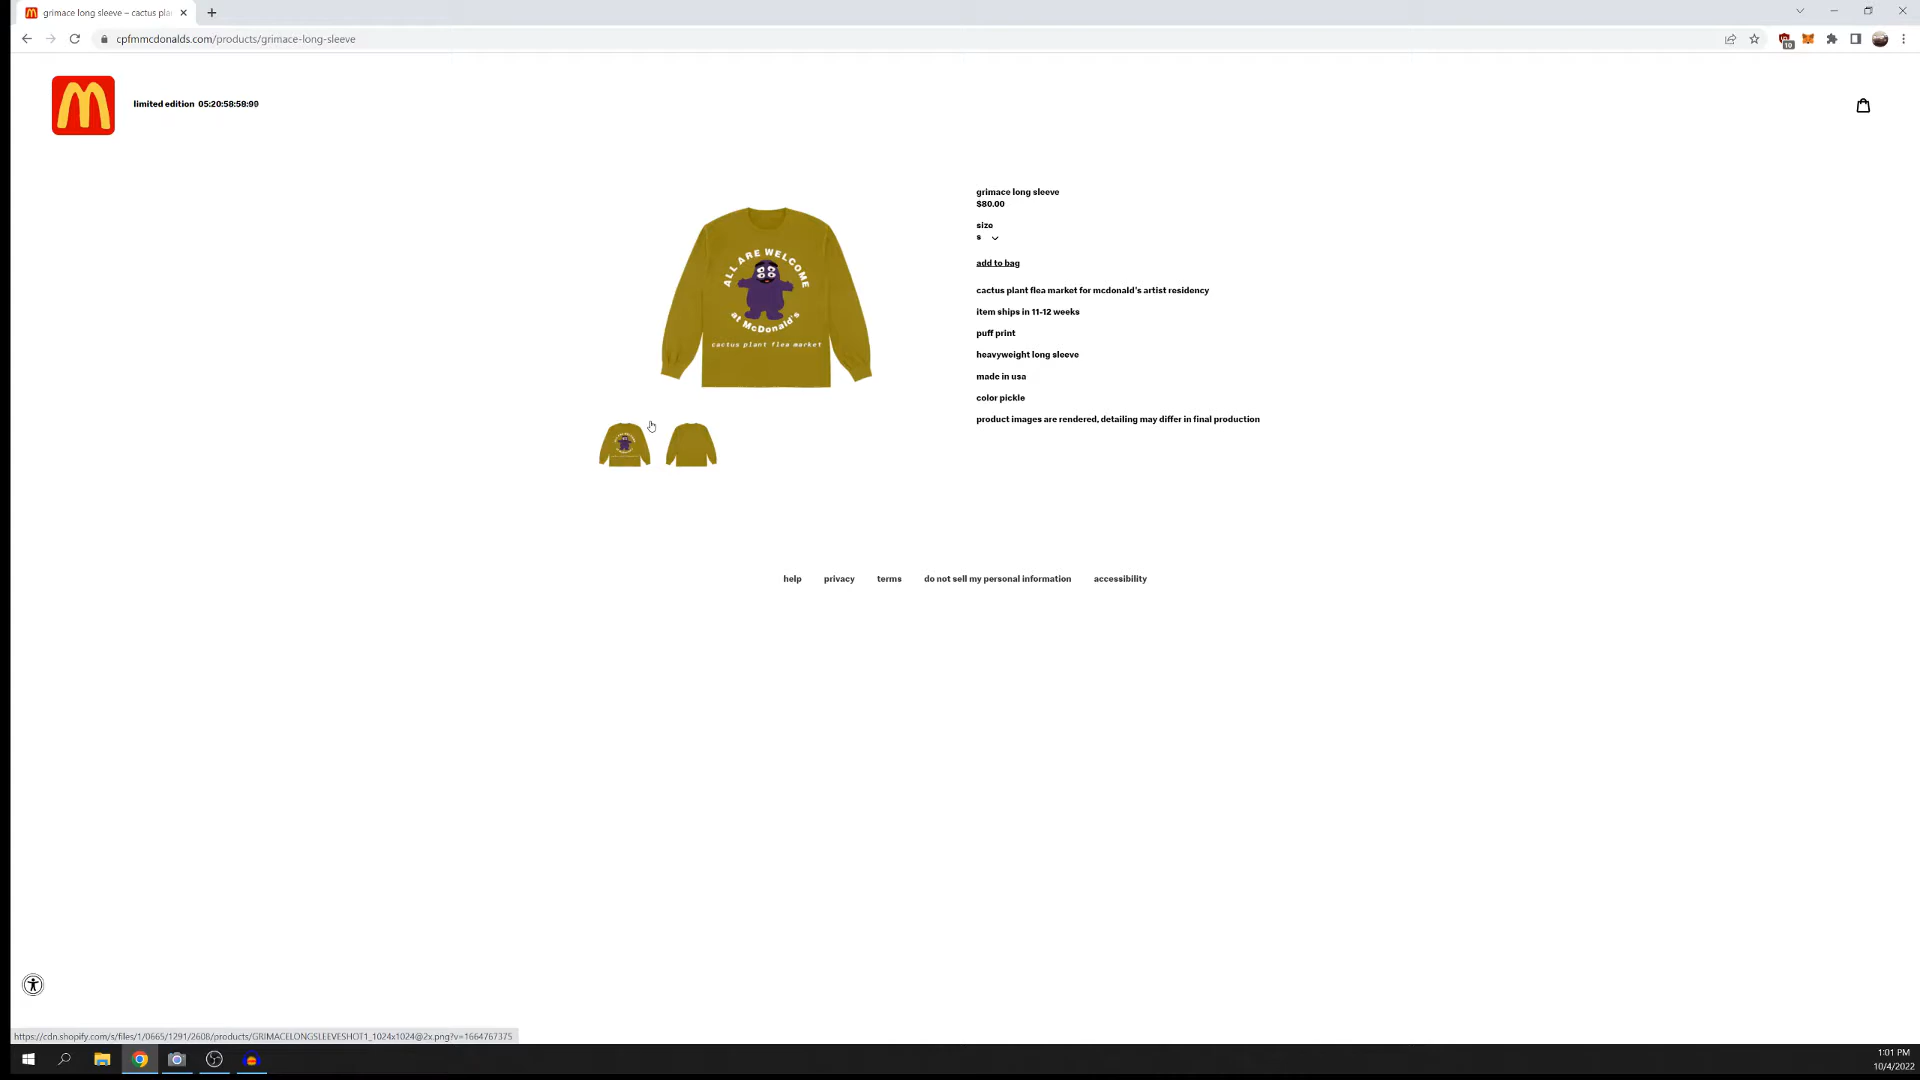 grimace long sleeve – cactus pla
cpfmmcdonalds.com/products/grimace-long-sleeve
10
limited edition 05:20:58:58:99
grimace long sleeve
$80.00
size
s
add to bag
cactus plant flea market for mcdonald's artist residency
item ships in 11-12 weeks
puff print
heavyweight long sleeve
made in usa
color pickle
product images are rendered, detailing may differ in final production
ALL ARE WELCOME
at McDonald's
cactus plant flea market
help privacy terms do not sell my personal information accessibility
https://cdn.shopify.com/s/files/1/0665/1291/2608/products/GRIMACELONGSLEEVESHOT1_1024x1024@2x.png?v=1664767375
1:01 PM
10/4/2022